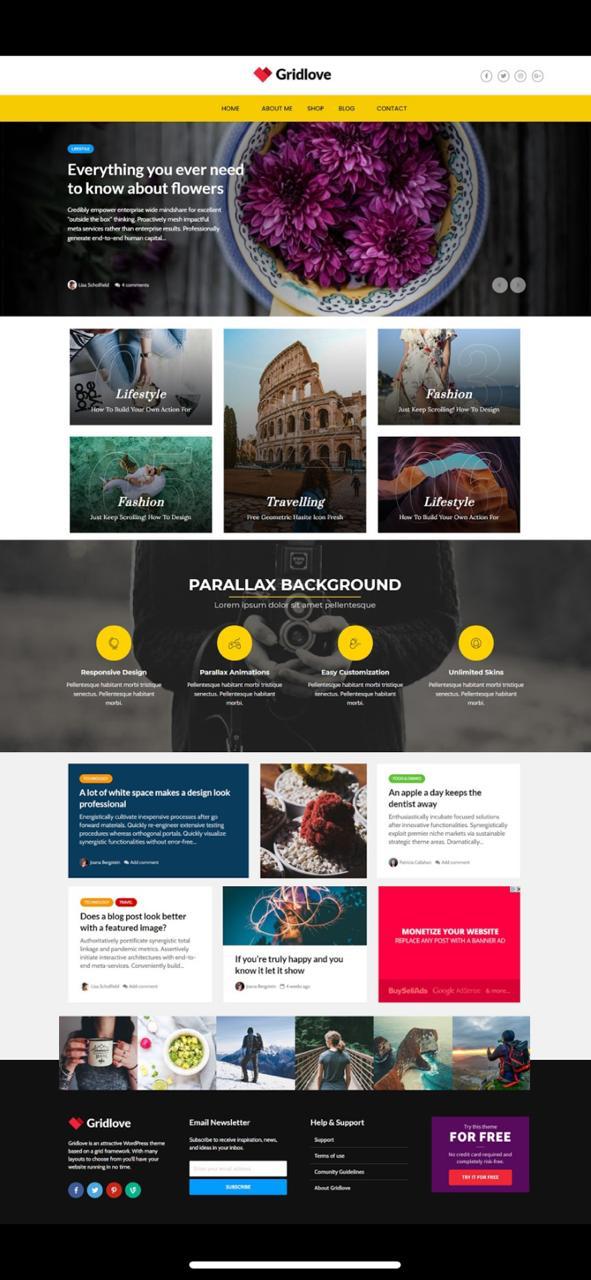 Gridlove
HOME ABOUT ME SHOP BLOG CONTACT
LIFESTYLE
Everything you ever need
to know about flowers
Credibly empower enterprise wide mindshare for excellent
"outside the box" thinking. Proactively mesh impactful
meta services rather than enterprise results. Professionally
generate end-to-end human capital...
Lisa Scholfield 4 comments
Lifestyle
How To Build Your Own Action For
Travelling
Free Geometric Hasite Icon Fresh
Fashion
Just Keep Scrolling! How To Design
Fashion
Just Keep Scrolling! How To Design
Lifestyle
How To Build Your Own Action For
PARALLAX BACKGROUND
Lorem ipsum dolor sit amet pellentesque
Responsive Design
Pellentesque habitant morbi tristique
senectus. Pellentesque habitant
morbi.
Parallax Animations
Pellentesque habitant morbi tristique
senectus. Pellentesque habitant
morbi.
Easy Customization
Pellentesque habitant morbi tristique
senectus. Pellentesque habitant
morbi.
Unlimited Skins
Pellentesque habitant morbi tristique
senectus. Pellentesque habitant
morbi.
TECHNOLOGY
A lot of white space makes a design look
professional
Energistically cultivate inexpensive processes after go
forward materials. Quickly re-engineer extensive testing
procedures whereas orthogonal portals. Quickly visualize
synergistic functionalities without error-free...
Joana Bergstein Add comment
FOOD & DRINKS
An apple a day keeps the
dentist away
Enthusiastically incubate focused solutions
after innovative functionalities. Synergistically
exploit premier niche markets via sustainable
strategic theme areas. Dramatically...
Patricia Callahan Add comment
TECHNOLOGY TRAVEL
Does a blog post look better
with a featured image?
Authoritatively pontificate synergistic total
linkage and pandemic metrics. Assertively
initiate interactive architectures with end-to-
end meta-services. Conveniently build...
Lisa Scholfield Add comment
If you're truly happy and you
know it let it show
Joana Bergstein 4 weeks ago
MONETIZE YOUR WEBSITE
REPLACE ANY POST WITH A BANNER AD
BuySellAds Google AdSense & more...
Gridlove
Gridlove is an attractive WordPress theme
based on a grid framework. With many
layouts to choose from you'll have your
website running in no time.
Email Newsletter
Subscribe to receive inspiration, news,
and ideas in your inbox.
Enter your email address
SUBSCRIBE
Help & Support
Support
Terms of use
Comunity Guidelines
About Gridlove
Try this theme
FOR FREE
No credit card required and
completely risk-free.
TRY IT FOR FREE